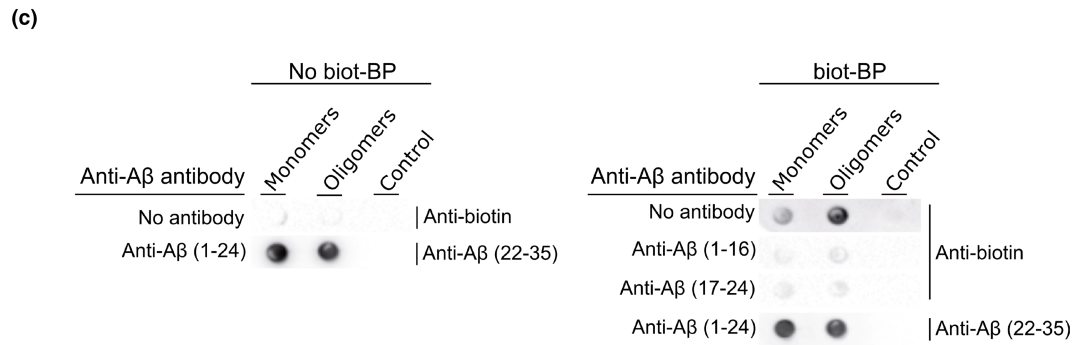 (c)
No biot-BP
Monomers
Oligomers
Control
Anti-Aβ antibody
No antibody
Anti-biotin
Anti-Aβ (1-24)
Anti-Aβ (22-35)
biot-BP
Monomers
Oligomers
Control
Anti-Aβ antibody
No antibody
Anti-Aβ (1-16)
Anti-biotin
Anti-Aβ (17-24)
Anti-Aβ (1-24)
Anti-Aβ (22-35)